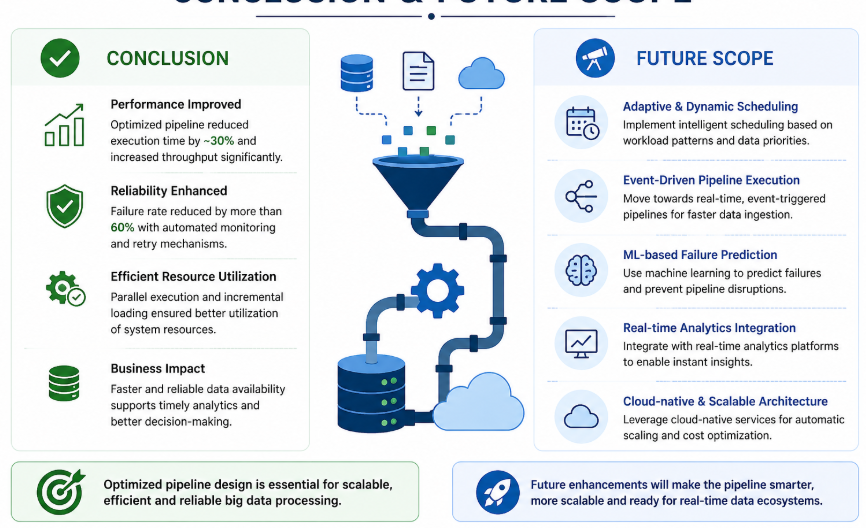 CONCLUSION & FUTURE SCOPE
CONCLUSION
Performance Improved
Optimized pipeline reduced
execution time by ~30% and
increased throughput significantly.
Reliability Enhanced
Failure rate reduced by more than
60% with automated monitoring
and retry mechanisms.
Efficient Resource Utilization
Parallel execution and incremental
loading ensured better utilization
of system resources.
Business Impact
Faster and reliable data availability
supports timely analytics and
better decision-making.
FUTURE SCOPE
Adaptive & Dynamic Scheduling
Implement intelligent scheduling based on
workload patterns and data priorities.
Event-Driven Pipeline Execution
Move towards real-time, event-triggered
pipelines for faster data ingestion.
ML-based Failure Prediction
Use machine learning to predict failures
and prevent pipeline disruptions.
Real-time Analytics Integration
Integrate with real-time analytics platforms
to enable instant insights.
Cloud-native & Scalable Architecture
Leverage cloud-native services for automatic
scaling and cost optimization.
Optimized pipeline design is essential for scalable,
efficient and reliable big data processing.
Future enhancements will make the pipeline smarter,
more scalable and ready for real-time data ecosystems.